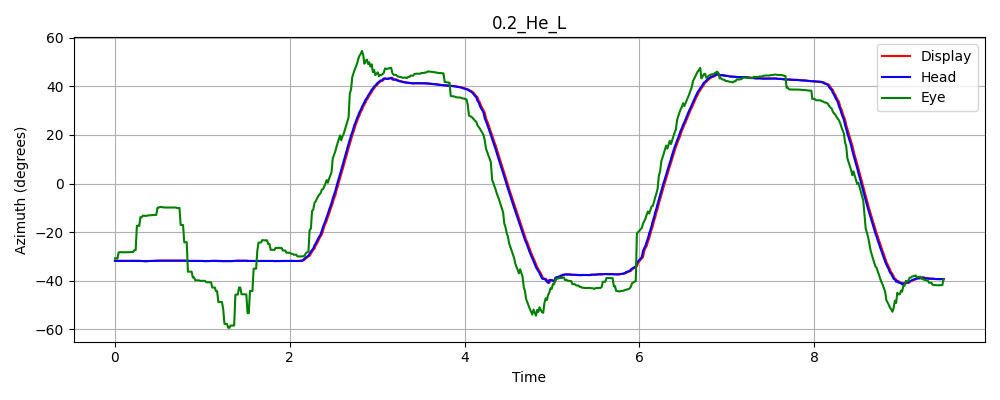 0.2_He_L
60
40
20
0
−20
−40
−60
Azimuth (degrees)
0 2 4 6 8
Time
Display
Head
Eye